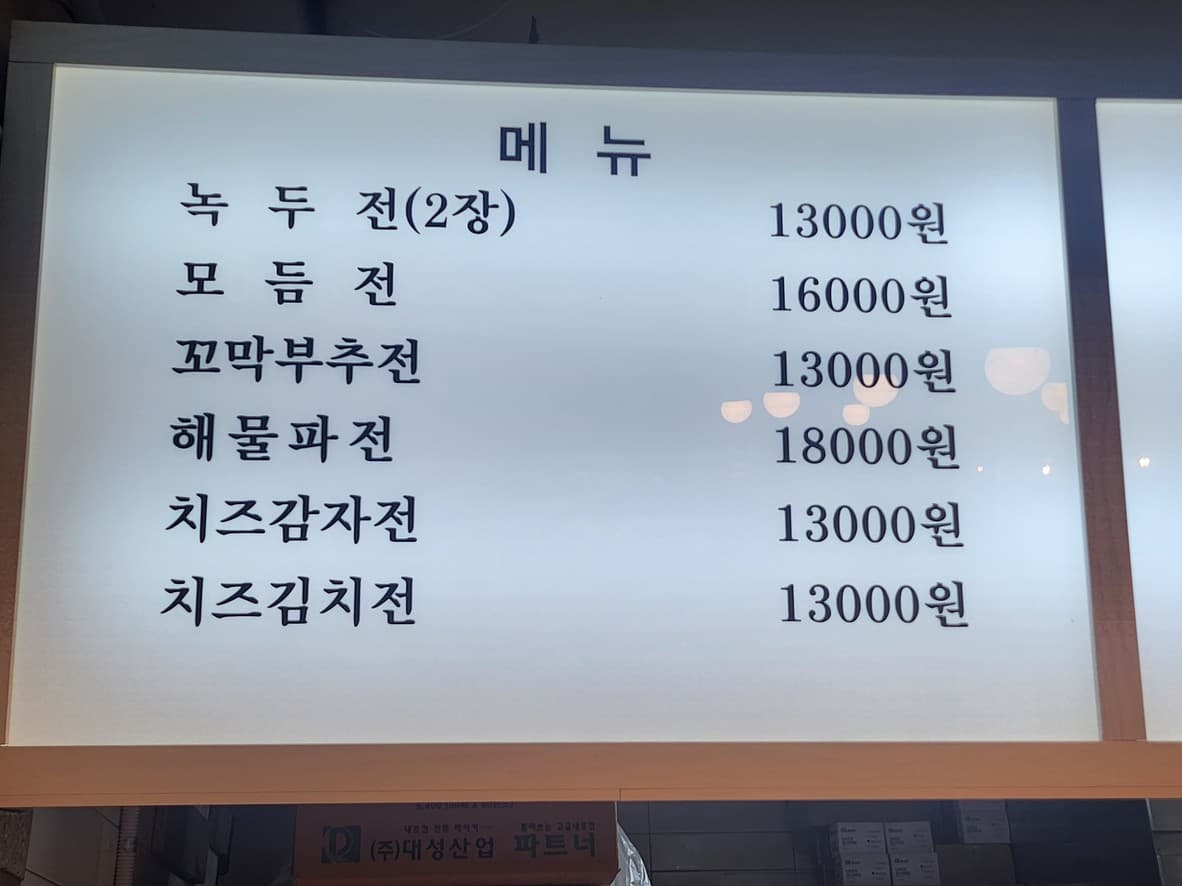 메 뉴
녹 두 전(2장) 13000원
모 듬 전 16000원
꼬막부추전 13000원
해물파전 18000원
치즈감자전 13000원
치즈김치전 13000원
(주)대성산업 파트너